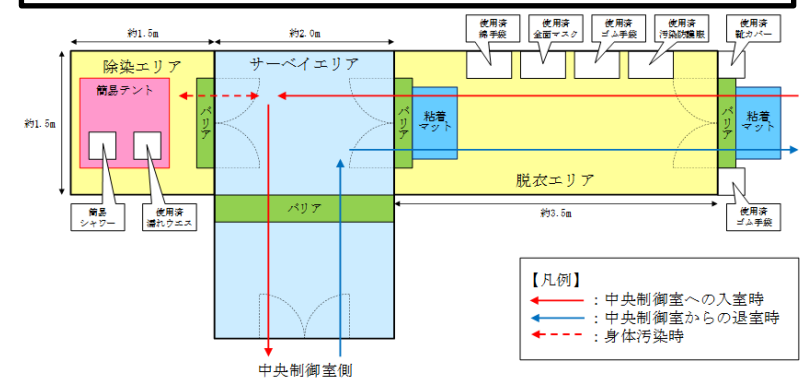 約1.5m
約2.0m
使用済
綿手袋
使用済
全面マスク
使用済
ゴム手袋
使用済
汚染防護服
使用済
靴カバー
除染エリア
サーベイエリア
簡易テント
バリア
バリア
粘着
マット
バリア
粘着
マット
約1.5m
脱衣エリア
簡易
シャワー
使用済
濡れウエス
バリア
約3.5m
使用済
ゴム手袋
【凡例】
:中央制御室への入室時
:中央制御室からの退室時
:身体汚染時
中央制御室側